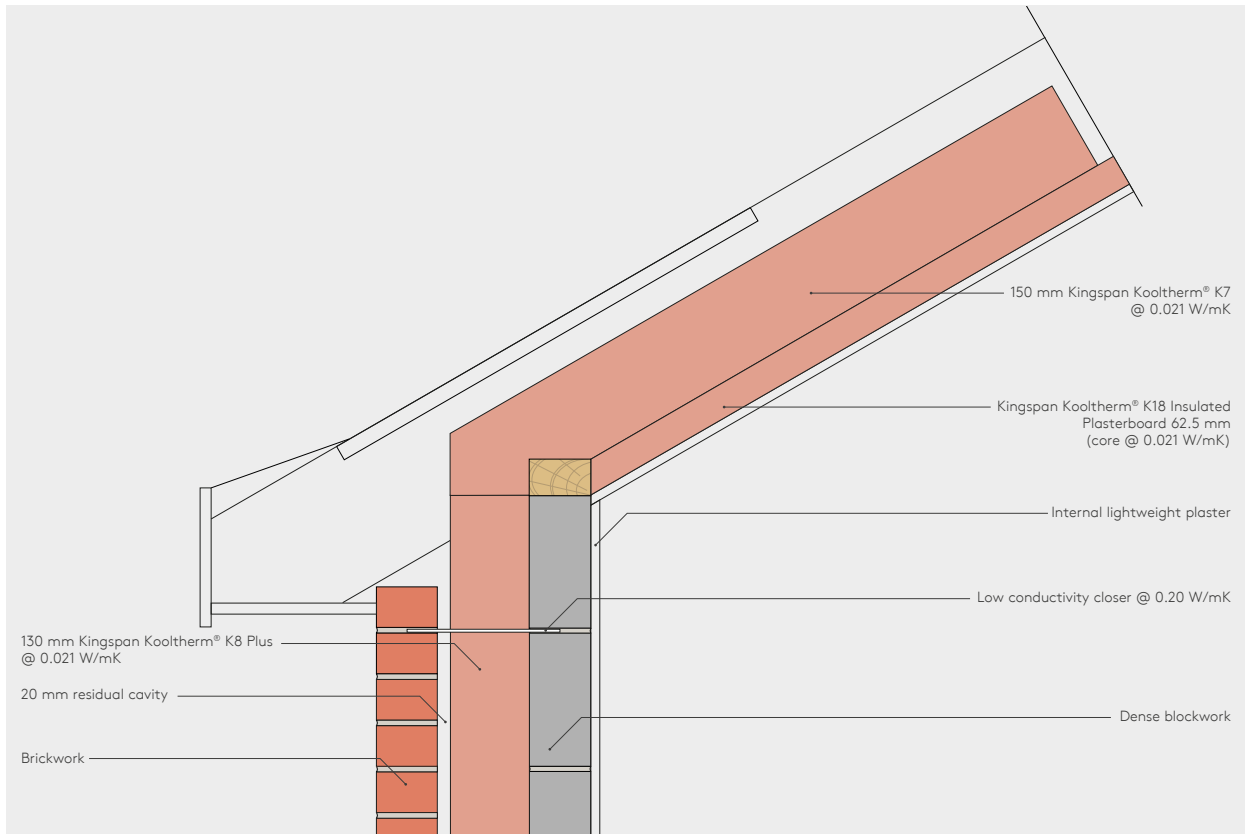 150 mm Kingspan Kooltherm® K7
@ 0.021 W/mK
Kingspan Kooltherm® K18 Insulated
Plasterboard 62.5 mm
(core @ 0.021 W/mK)
Internal lightweight plaster
Low conductivity closer @ 0.20 W/mK
130 mm Kingspan Kooltherm® K8 Plus
@ 0.021 W/mK
20 mm residual cavity
Dense blockwork
Brickwork